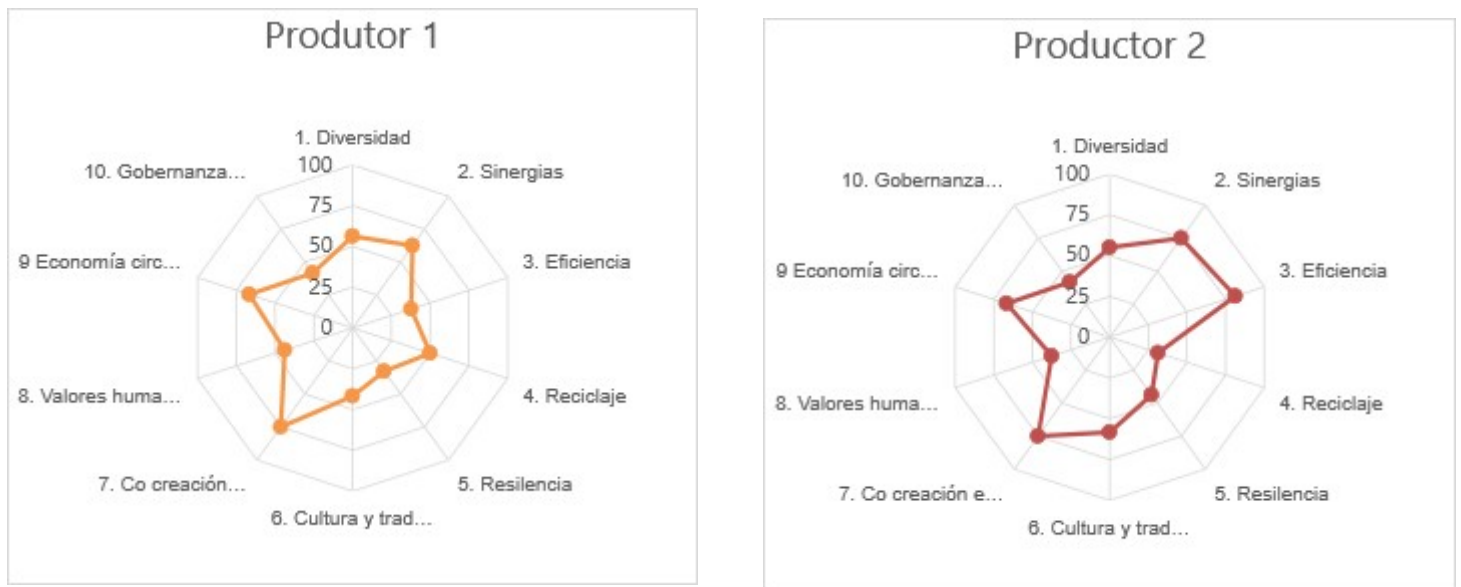 Produtor 1
1. Diversidad
100
10. Gobernanza...
2. Sinergias
75
50
9 Economía circ...
3. Eficiencia
25
0
8. Valores huma...
4. Reciclaje
7. Co creación...
5. Resilencia
6. Cultura y trad...
Productor 2
1. Diversidad
100
10. Gobernanza...
2. Sinergias
75
50
9 Economía circ...
3. Eficiencia
25
0
8. Valores huma...
4. Reciclaje
7. Co creación e...
5. Resilencia
6. Cultura y trad...